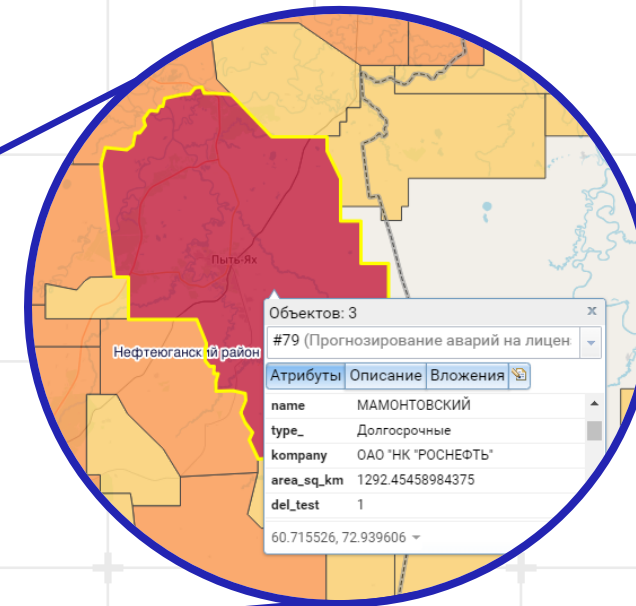 Пыть-Ях
Нефтеюганский район
Объектов: 3
x
#79 (Прогнозирование аварий на лицен:
Атрибуты Описание Вложения
name МАМОНТОВСКИЙ
type_ Долгосрочные
kompany ОАО "НК "РОСНЕФТЬ"
area_sq_km 1292.45458984375
del_test 1
60.715526, 72.939606